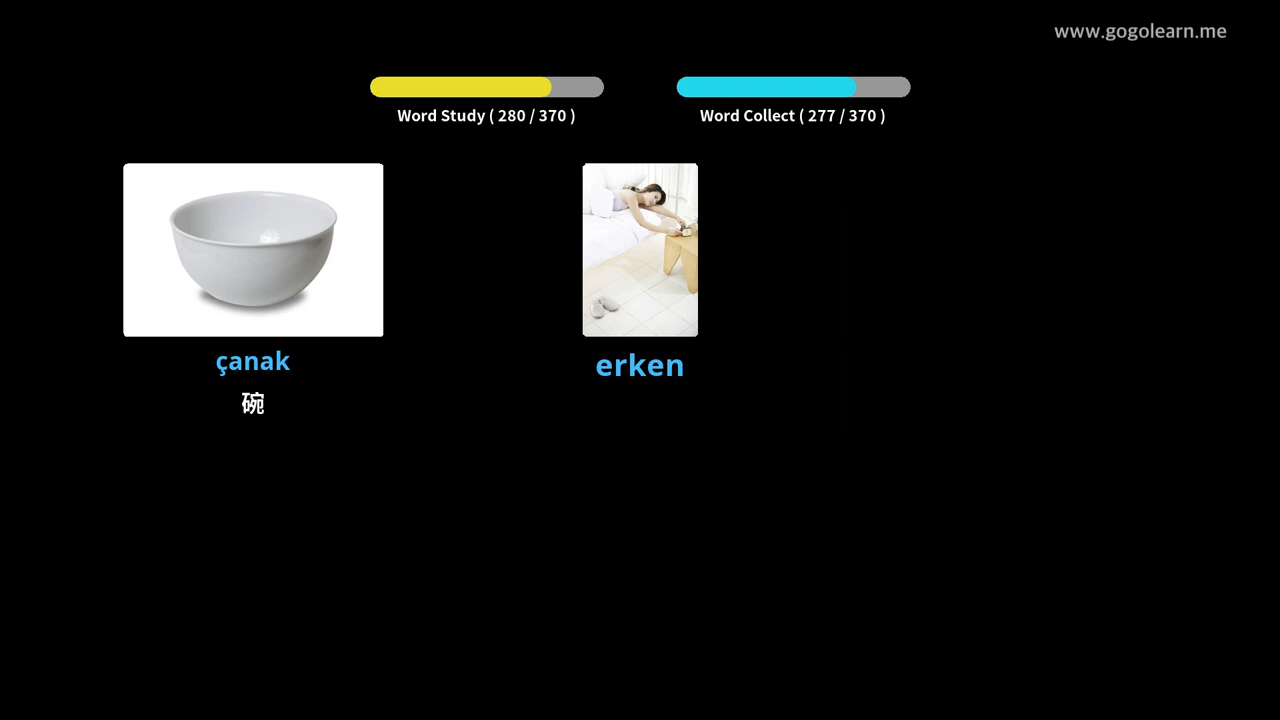 www.gogolearn.me
Word Study ( 280 / 370 )
Word Collect ( 277 / 370 )
çanak
碗
erken